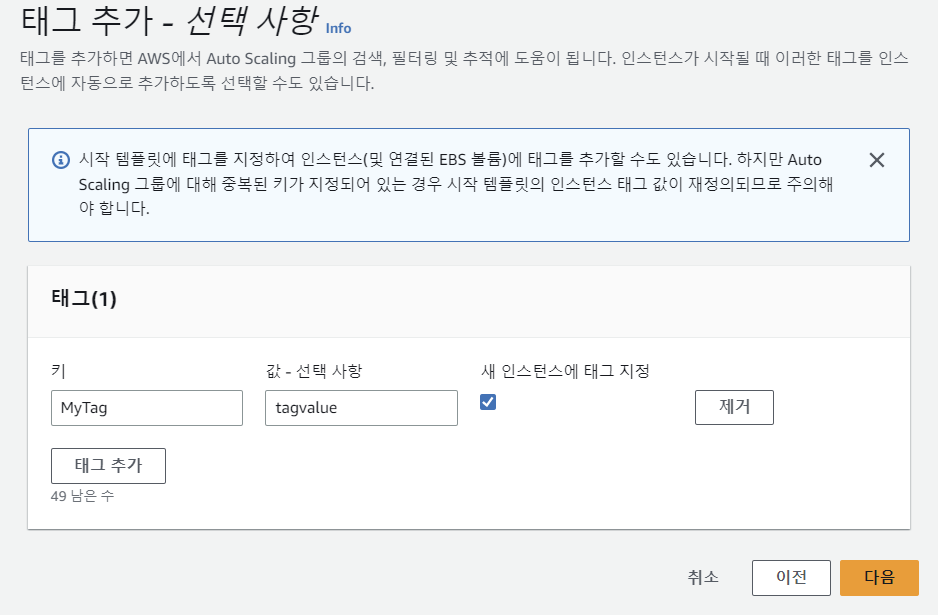 태그 추가 - 선택 사항 Info
태그를 추가하면 AWS에서 Auto Scaling 그룹의 검색, 필터링 및 추적에 도움이 됩니다. 인스턴스가 시작될 때 이러한 태그를 인스
턴스에 자동으로 추가하도록 선택할 수도 있습니다.
시작 템플릿에 태그를 지정하여 인스턴스(및 연결된 EBS 볼륨)에 태그를 추가할 수도 있습니다. 하지만 Auto
Scaling 그룹에 대해 중복된 키가 지정되어 있는 경우 시작 템플릿의 인스턴스 태그 값이 재정의되므로 주의해
야 합니다.
태그(1)
키 값 - 선택 사항 새 인스턴스에 태그 지정
MyTag tagvalue 제거
태그 추가
49 남은 수
취소 이전 다음